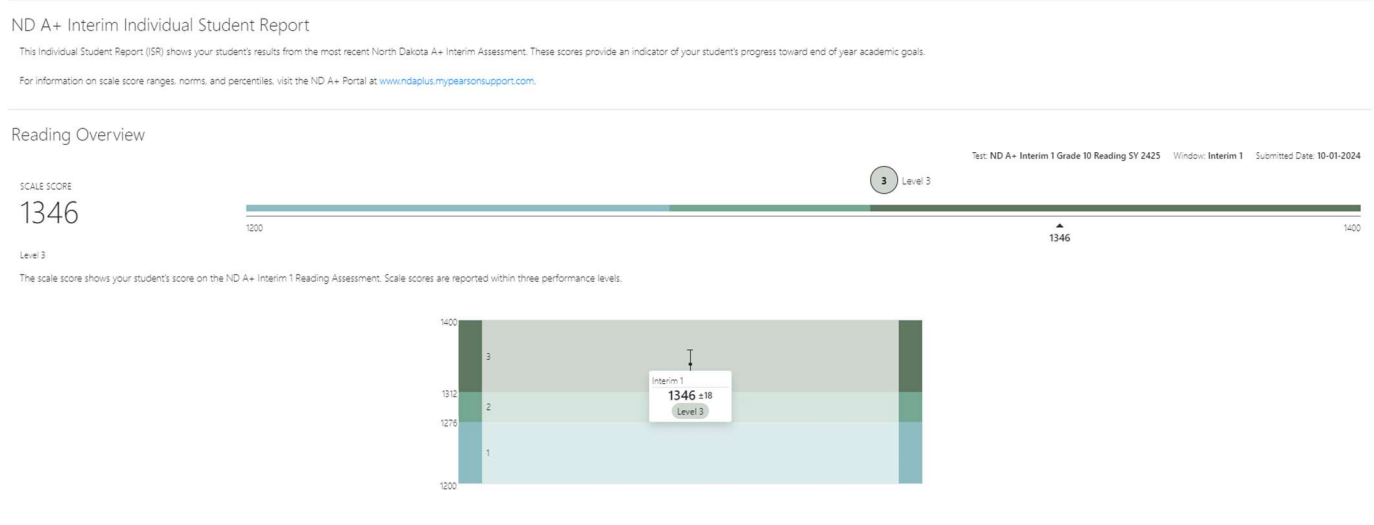 ND A+ Interim Individual Student Report
This Individual Student Report (ISR) shows your student's results from the most recent North Dakota A+ Interim Assessment. These scores provide an indicator of your student's progress toward end of year academic goals.
For information on scale score ranges, norms, and percentiles, visit the ND A+ Portal at www.ndaplus.mypearsonsupport.com.
Reading Overview
Test: ND A+ Interim 1 Grade 10 Reading SY 2425 Window: Interim 1 Submitted Date: 10-01-2024
3 Level 3
SCALE SCORE
1346
1200 1400
1346
Level 3
The scale score shows your student's score on the ND A+ Interim 1 Reading Assessment. Scale scores are reported within three performance levels.
1400
3
Interim 1
1346 ±18
Level 3
1312
2
1276
1
1200